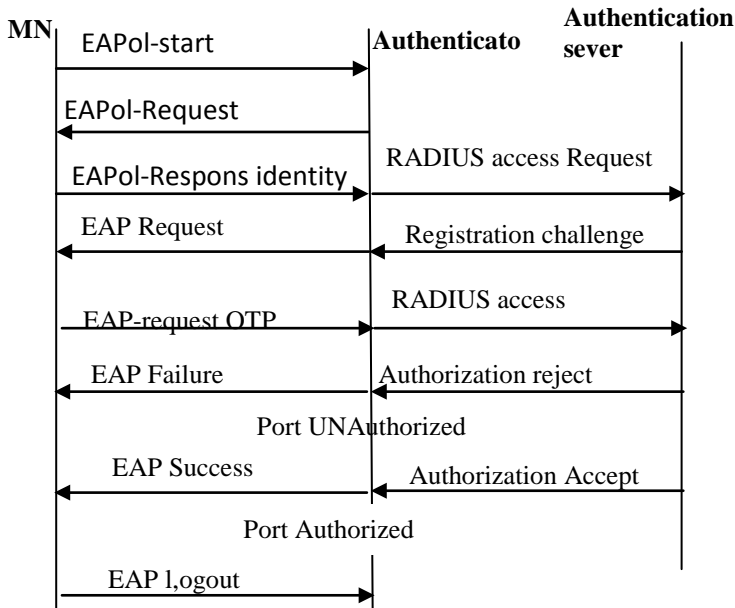 MN
Authenticato
Authentication
sever
EAPol-start
EAPol-Request
EAPol-Respons identity
RADIUS access Request
EAP Request
Registration challenge
EAP-request OTP
RADIUS access
EAP Failure
Authorization reject
Port UNAuthorized
EAP Success
Authorization Accept
Port Authorized
EAP l,ogout